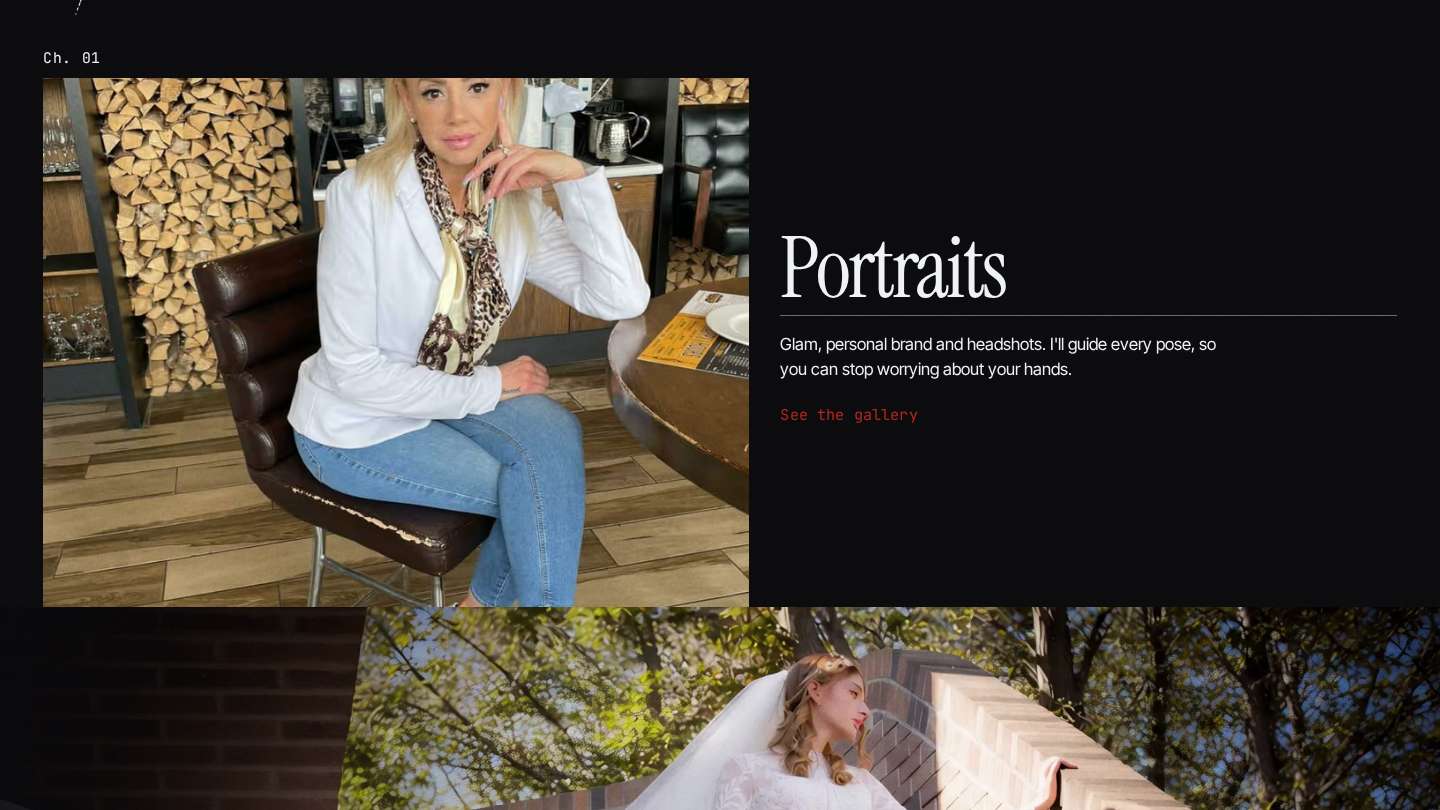 Ch. 01
Portraits
Glam, personal brand and headshots. I'll guide every pose, so
you can stop worrying about your hands.
See the gallery